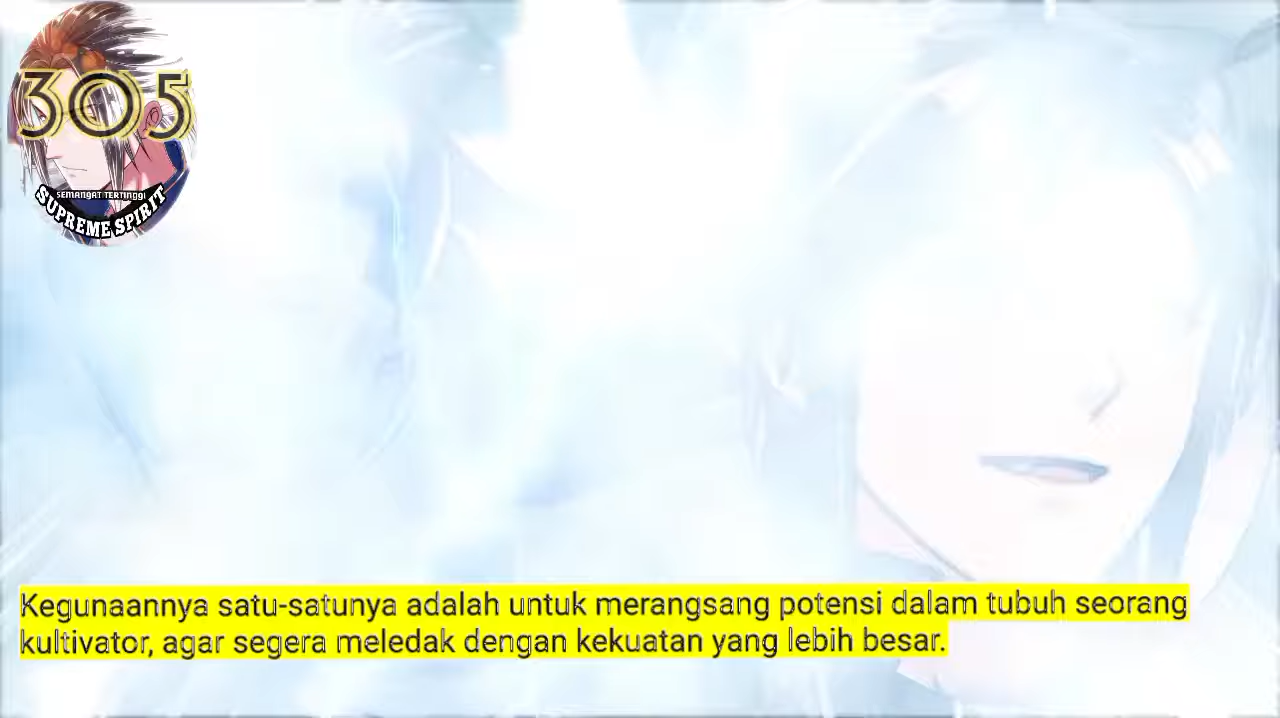 305
SEMANGAT TERTINGGI
SUPREME SPIRIT
Kegunaannya satu-satunya adalah untuk merangsang potensi dalam tubuh seorang
kultivator, agar segera meledak dengan kekuatan yang lebih besar.